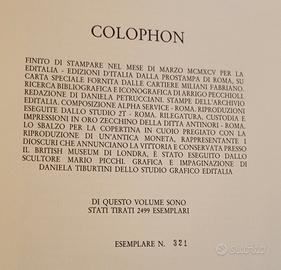 COLOPHON
FINITO DI STAMPARE NEL MESE DI MARZO MCMXCV PER LA
EDITALIA - EDIZIONI D'ITALIA DALLA PROSTAMPA DI ROMA, SU
CARTA SPECIALE FORNITA DALLE CARTIERE MILIANI FABRIANO.
RICERCA BIBLIOGRAFICA E ICONOGRAFICA DI ARRIGO PECCHIOLI.
REDAZIONE DI DANIELA PETRUCCIANI. STAMPE DELL'ARCHIVIO
EDITALIA. COMPOSIZIONE ALPHA SERVICE - ROMA. RIPRODUZIONI
ESEGUITE DALLO STUDIO 2T - ROMA. RILEGATURA, CUSTODIA E
IMPRESSIONI IN ORO ZECCHINO DELLA DITTA ANTINORI - ROMA.
LO SBALZO PER LA COPERTINA IN CUOIO PREGIATO CON LA
RIPRODUZIONE DI UN'ANTICA MONETA, RAPPRESENTANTE I
DIOSCURI CHE ANNUNCIANO LA VITTORIA E CONSERVATA PRESSO
IL BRITISH MUSEUM DI LONDRA, È STATO ESEGUITO DALLO
SCULTORE MARIO PICCHI. GRAFICA E IMPAGINAZIONE DI
DANIELA TIBURTINI DELLO STUDIO GRAFICO EDITALIA
DI QUESTO VOLUME SONO
STATI TIRATI 2499 ESEMPLARI
ESEMPLARE N. 321
subito